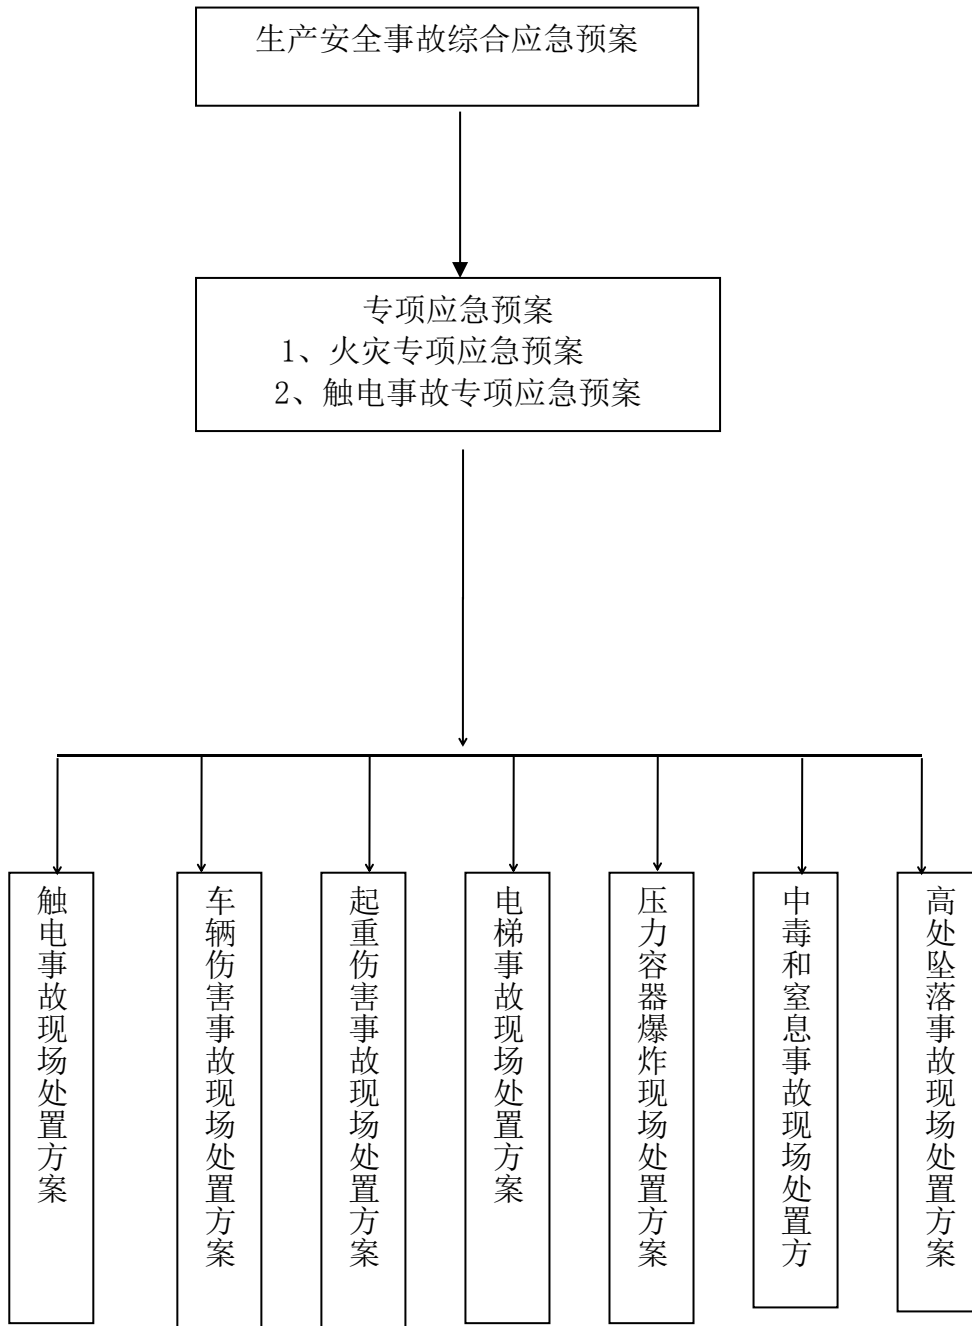 生产安全事故综合应急预案
专项应急预案
1、火灾专项应急预案
2、触电事故专项应急预案
触电事故现场处置方案
车辆伤害事故现场处置方案
起重伤害事故现场处置方案
电梯事故现场处置方案
压力容器爆炸现场处置方案
中毒和窒息事故现场处置方
高处坠落事故现场处置方案